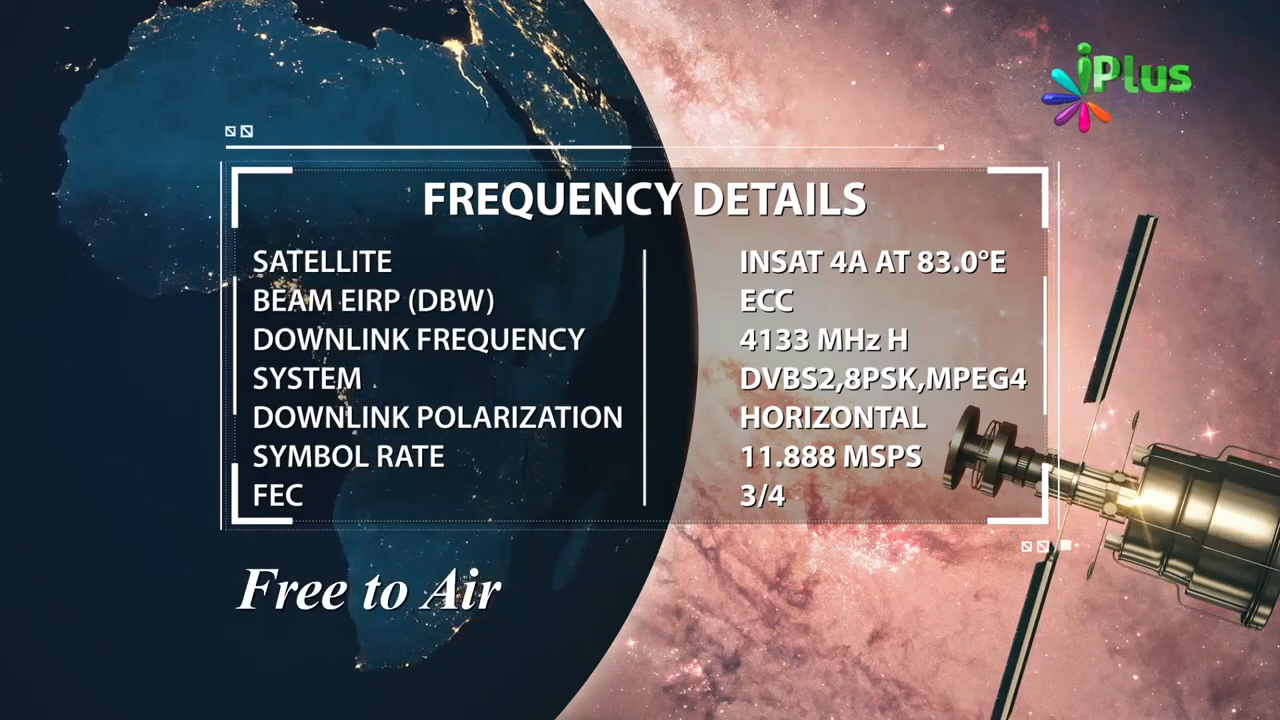 iPlus
FREQUENCY DETAILS
SATELLITE INSAT 4A AT 83.0°E
BEAM EIRP (DBW) ECC
DOWNLINK FREQUENCY 4133 MHz H
SYSTEM DVBS2,8PSK,MPEG4
DOWNLINK POLARIZATION HORIZONTAL
SYMBOL RATE 11.888 MSPS
FEC 3/4
Free to Air